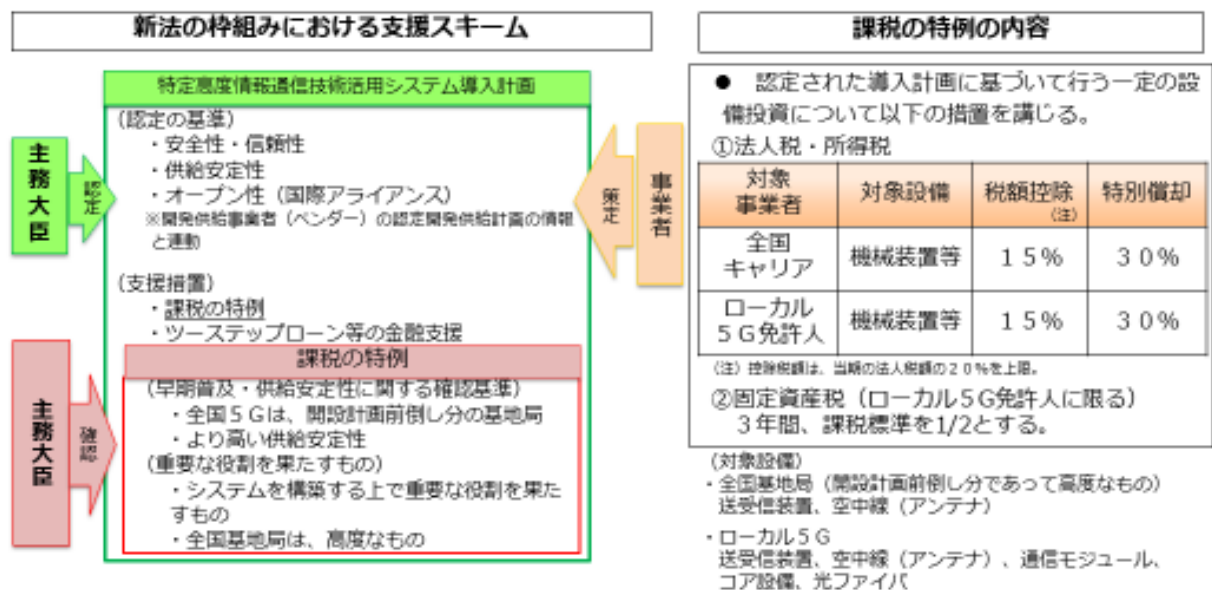 新法の枠組みにおける支援スキーム
特定高度情報通信技術活用システム導入計画
(認定の基準)
・安全性・信頼性
・供給安定性
・オープン性(国際アライアンス)
※開発供給事業者(ベンダー)の認定開発供給計画の情報
と連動
(支援措置)
・課税の特例
・ツーステップローン等の金融支援
課税の特例
(早期普及・供給安定性に関する確認基準)
・全国5Gは、開設計画前倒し分の基地局
・より高い供給安定性
(重要な役割を果たすもの)
・システムを構築する上で重要な役割を果た
すもの
・全国基地局は、高度なもの
主務大臣
認定
主務大臣
確認
策定
事業者
課税の特例の内容
● 認定された導入計画に基づいて行う一定の設
備投資について以下の措置を講じる。
①法人税・所得税
対象
事業者
対象設備
税額控除
(注)
特別償却
全国
キャリア
機械装置等
15%
30%
ローカル
5G免許人
機械装置等
15%
30%
(注)控除税額は、当期の法人税額の20%を上限。
②固定資産税(ローカル5G免許人に限る)
3年間、課税標準を1/2とする。
(対象設備)
・全国基地局(開設計画前倒し分であって高度なもの)
送受信装置、空中線(アンテナ)
・ローカル5G
送受信装置、空中線(アンテナ)、通信モジュール、
コア設備、光ファイバ